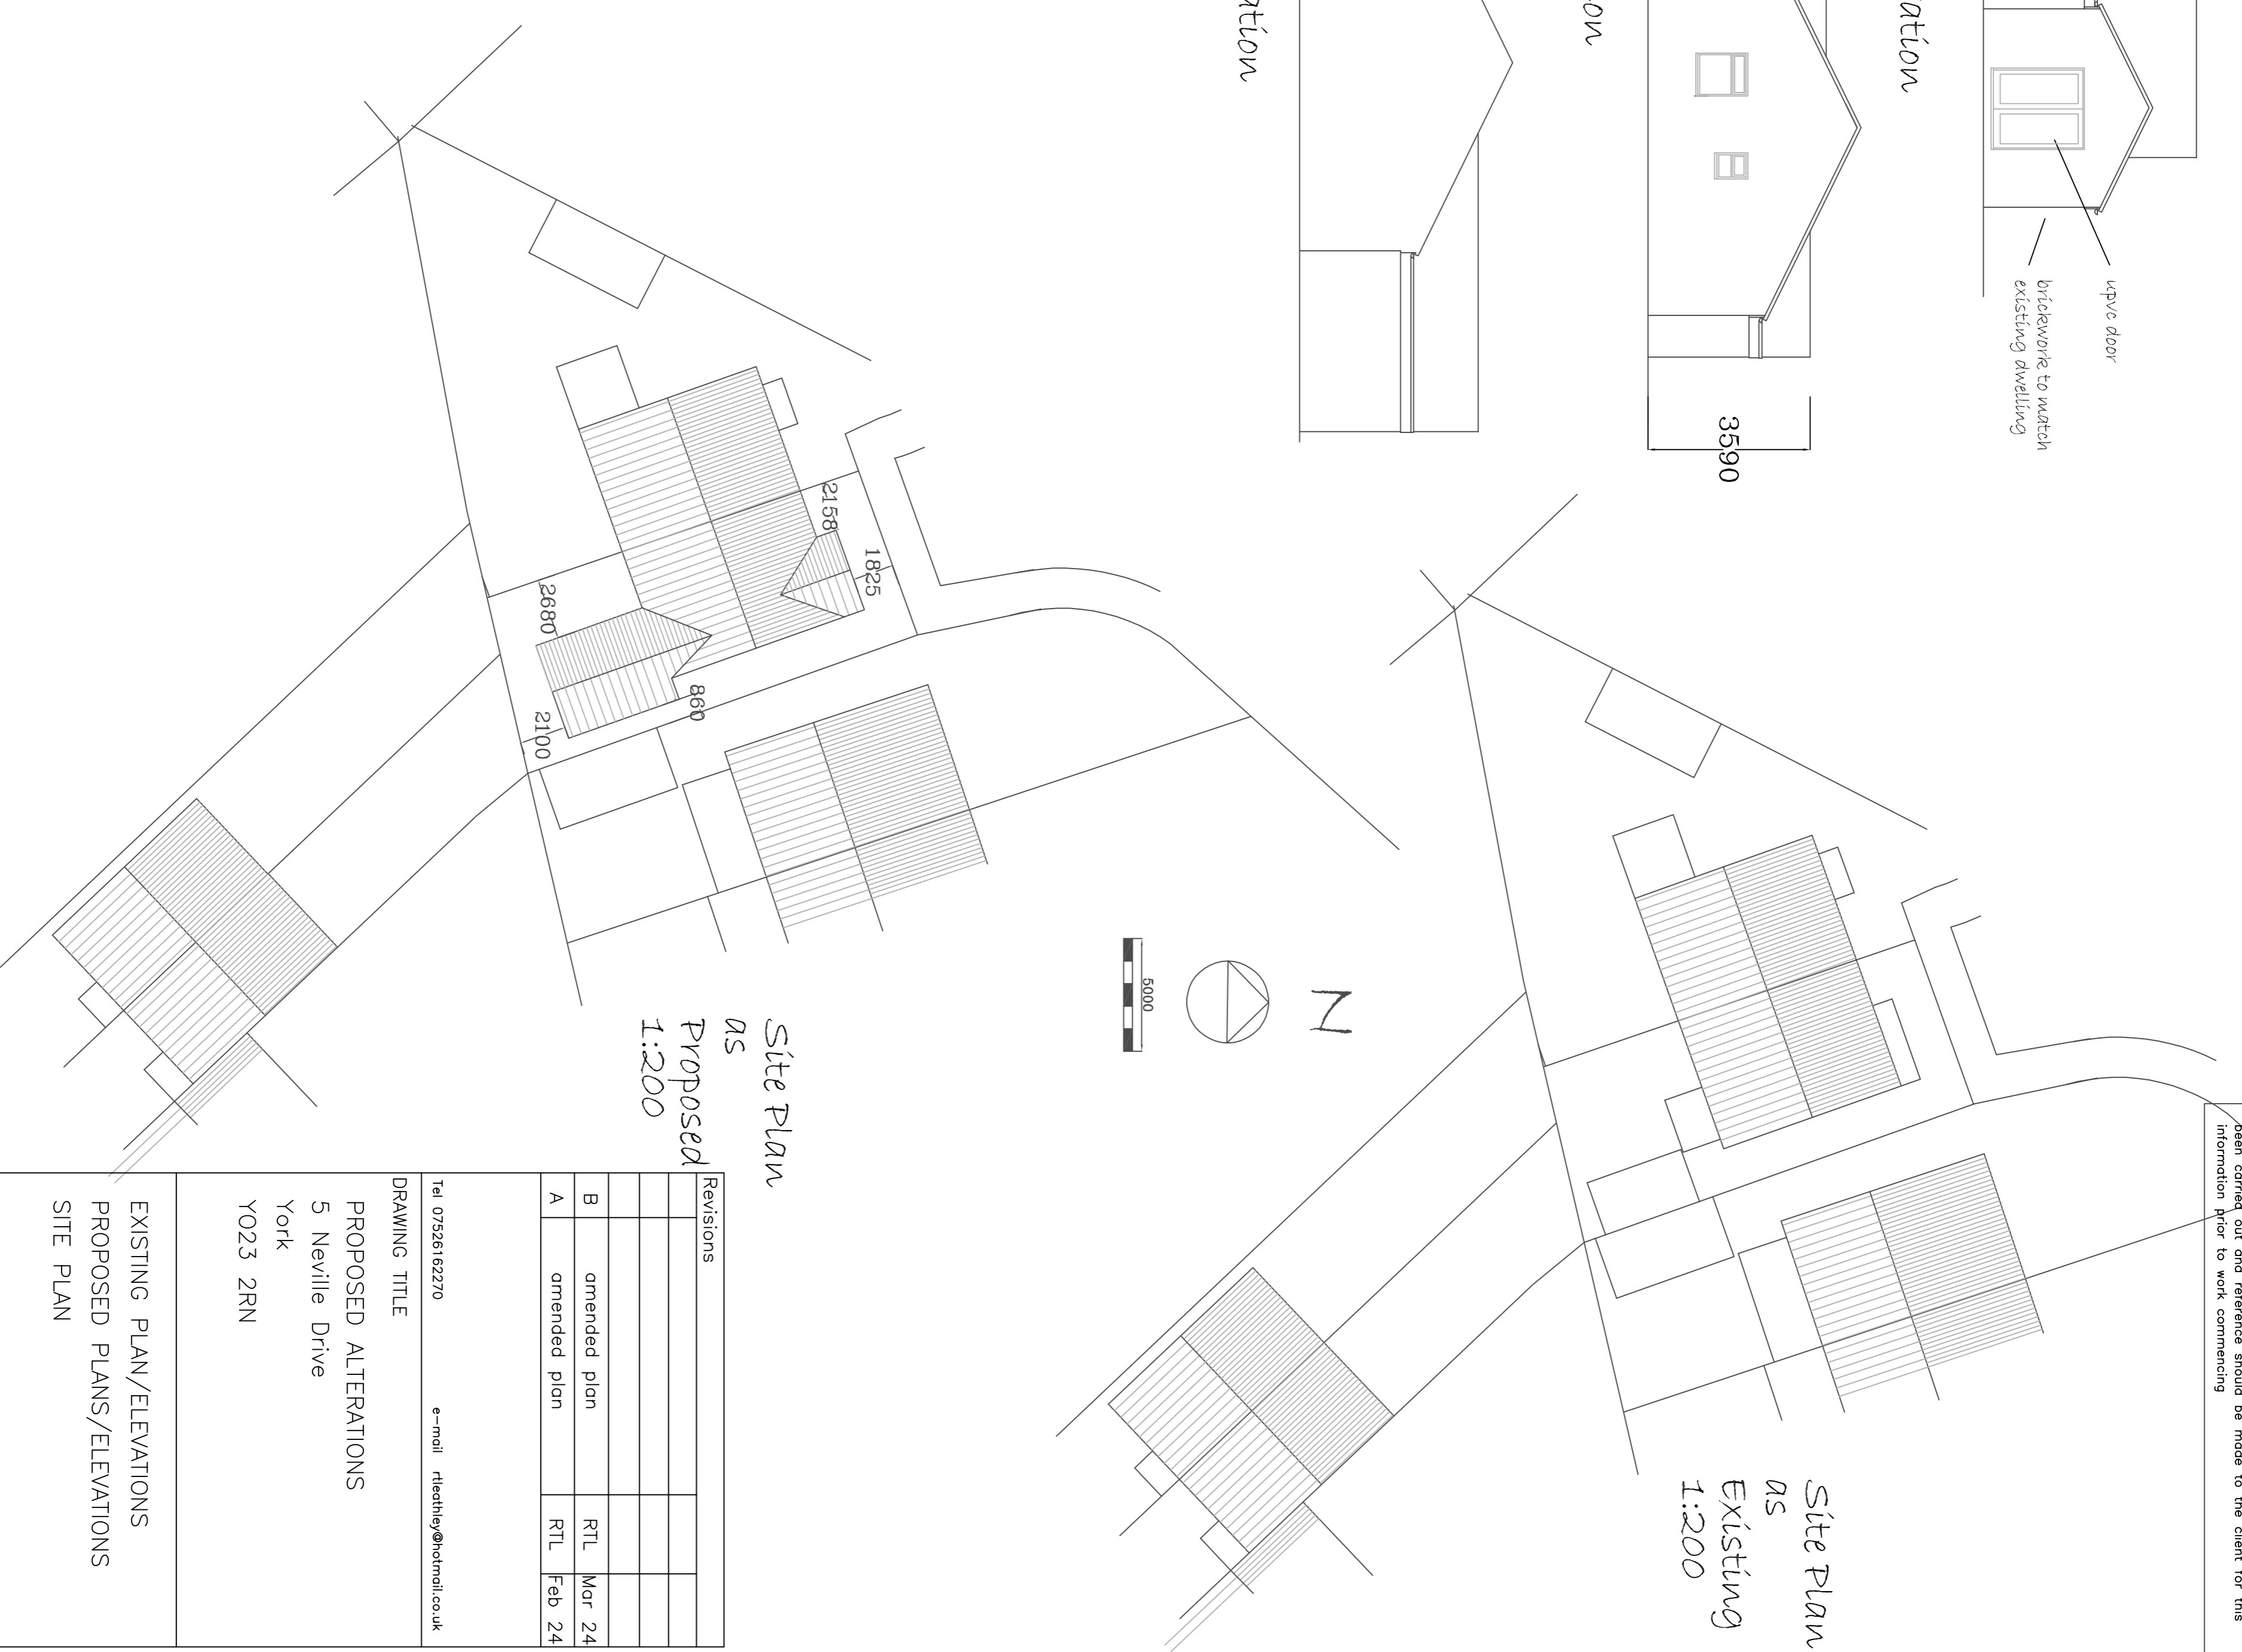 been carried out and reference should be made to the client for this
information prior to work commencing
upvc door
brickwork to match
existing dwelling
3590
2158
1825
2680
860
2100
N
5000
Site Plan
as
Existing
1:200
Site Plan
as
Proposed
1:200
Revisions
B amended plan RTL Mar 24
A amended plan RTL Feb 24
Tel 07526162270 e-mail rtleathley@hotmail.co.uk
DRAWING TITLE
PROPOSED ALTERATIONS
5 Neville Drive
York
YO23 2RN
EXISTING PLAN/ELEVATIONS
PROPOSED PLANS/ELEVATIONS
SITE PLAN